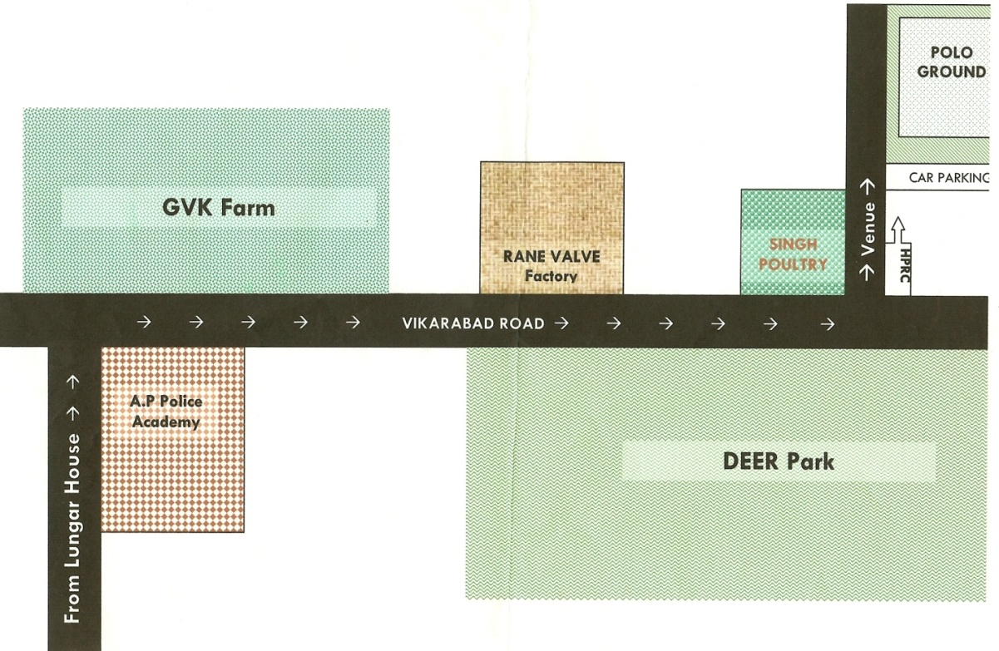 POLO
GROUND
CAR PARKING
GVK Farm
RANE VALVE
Factory
SINGH
POULTRY
→ Venue →
HPRC
→ → → → → VIKARABAD ROAD → → → → → →
A.P Police
Academy
From Lungar House → →
DEER Park